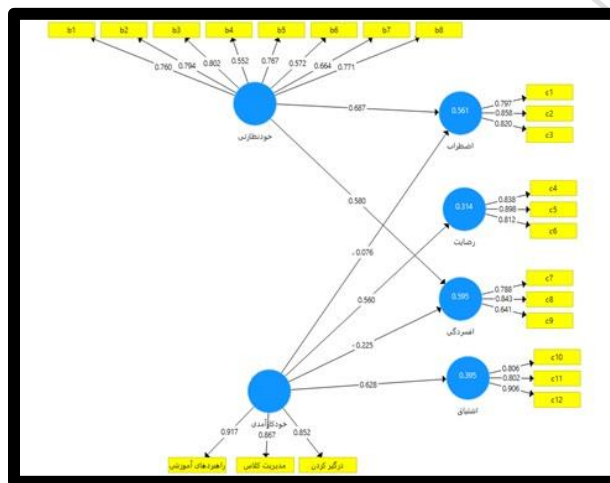 b1 b2 b3 b4 b5 b6 b7 b8
0.760 0.794 0.802 0.552 0.767 0.572 0.664 0.771
خودنظارتی
0.687
0.561
اضطراب
0.797 c1
0.858 c2
0.820 c3
0.580
0.314
رضایت
0.838 c4
0.898 c5
0.812 c6
- 0.076
0.560
0.595
افسردگی
0.788 c7
0.843 c8
0.641 c9
- 0.225
0.628
0.395
اشتیاق
0.806 c10
0.802 c11
0.906 c12
خودکارآمدی
0.917 0.867 0.852
راهبردهای آموزشی مدیریت کلاس درگیر کردن